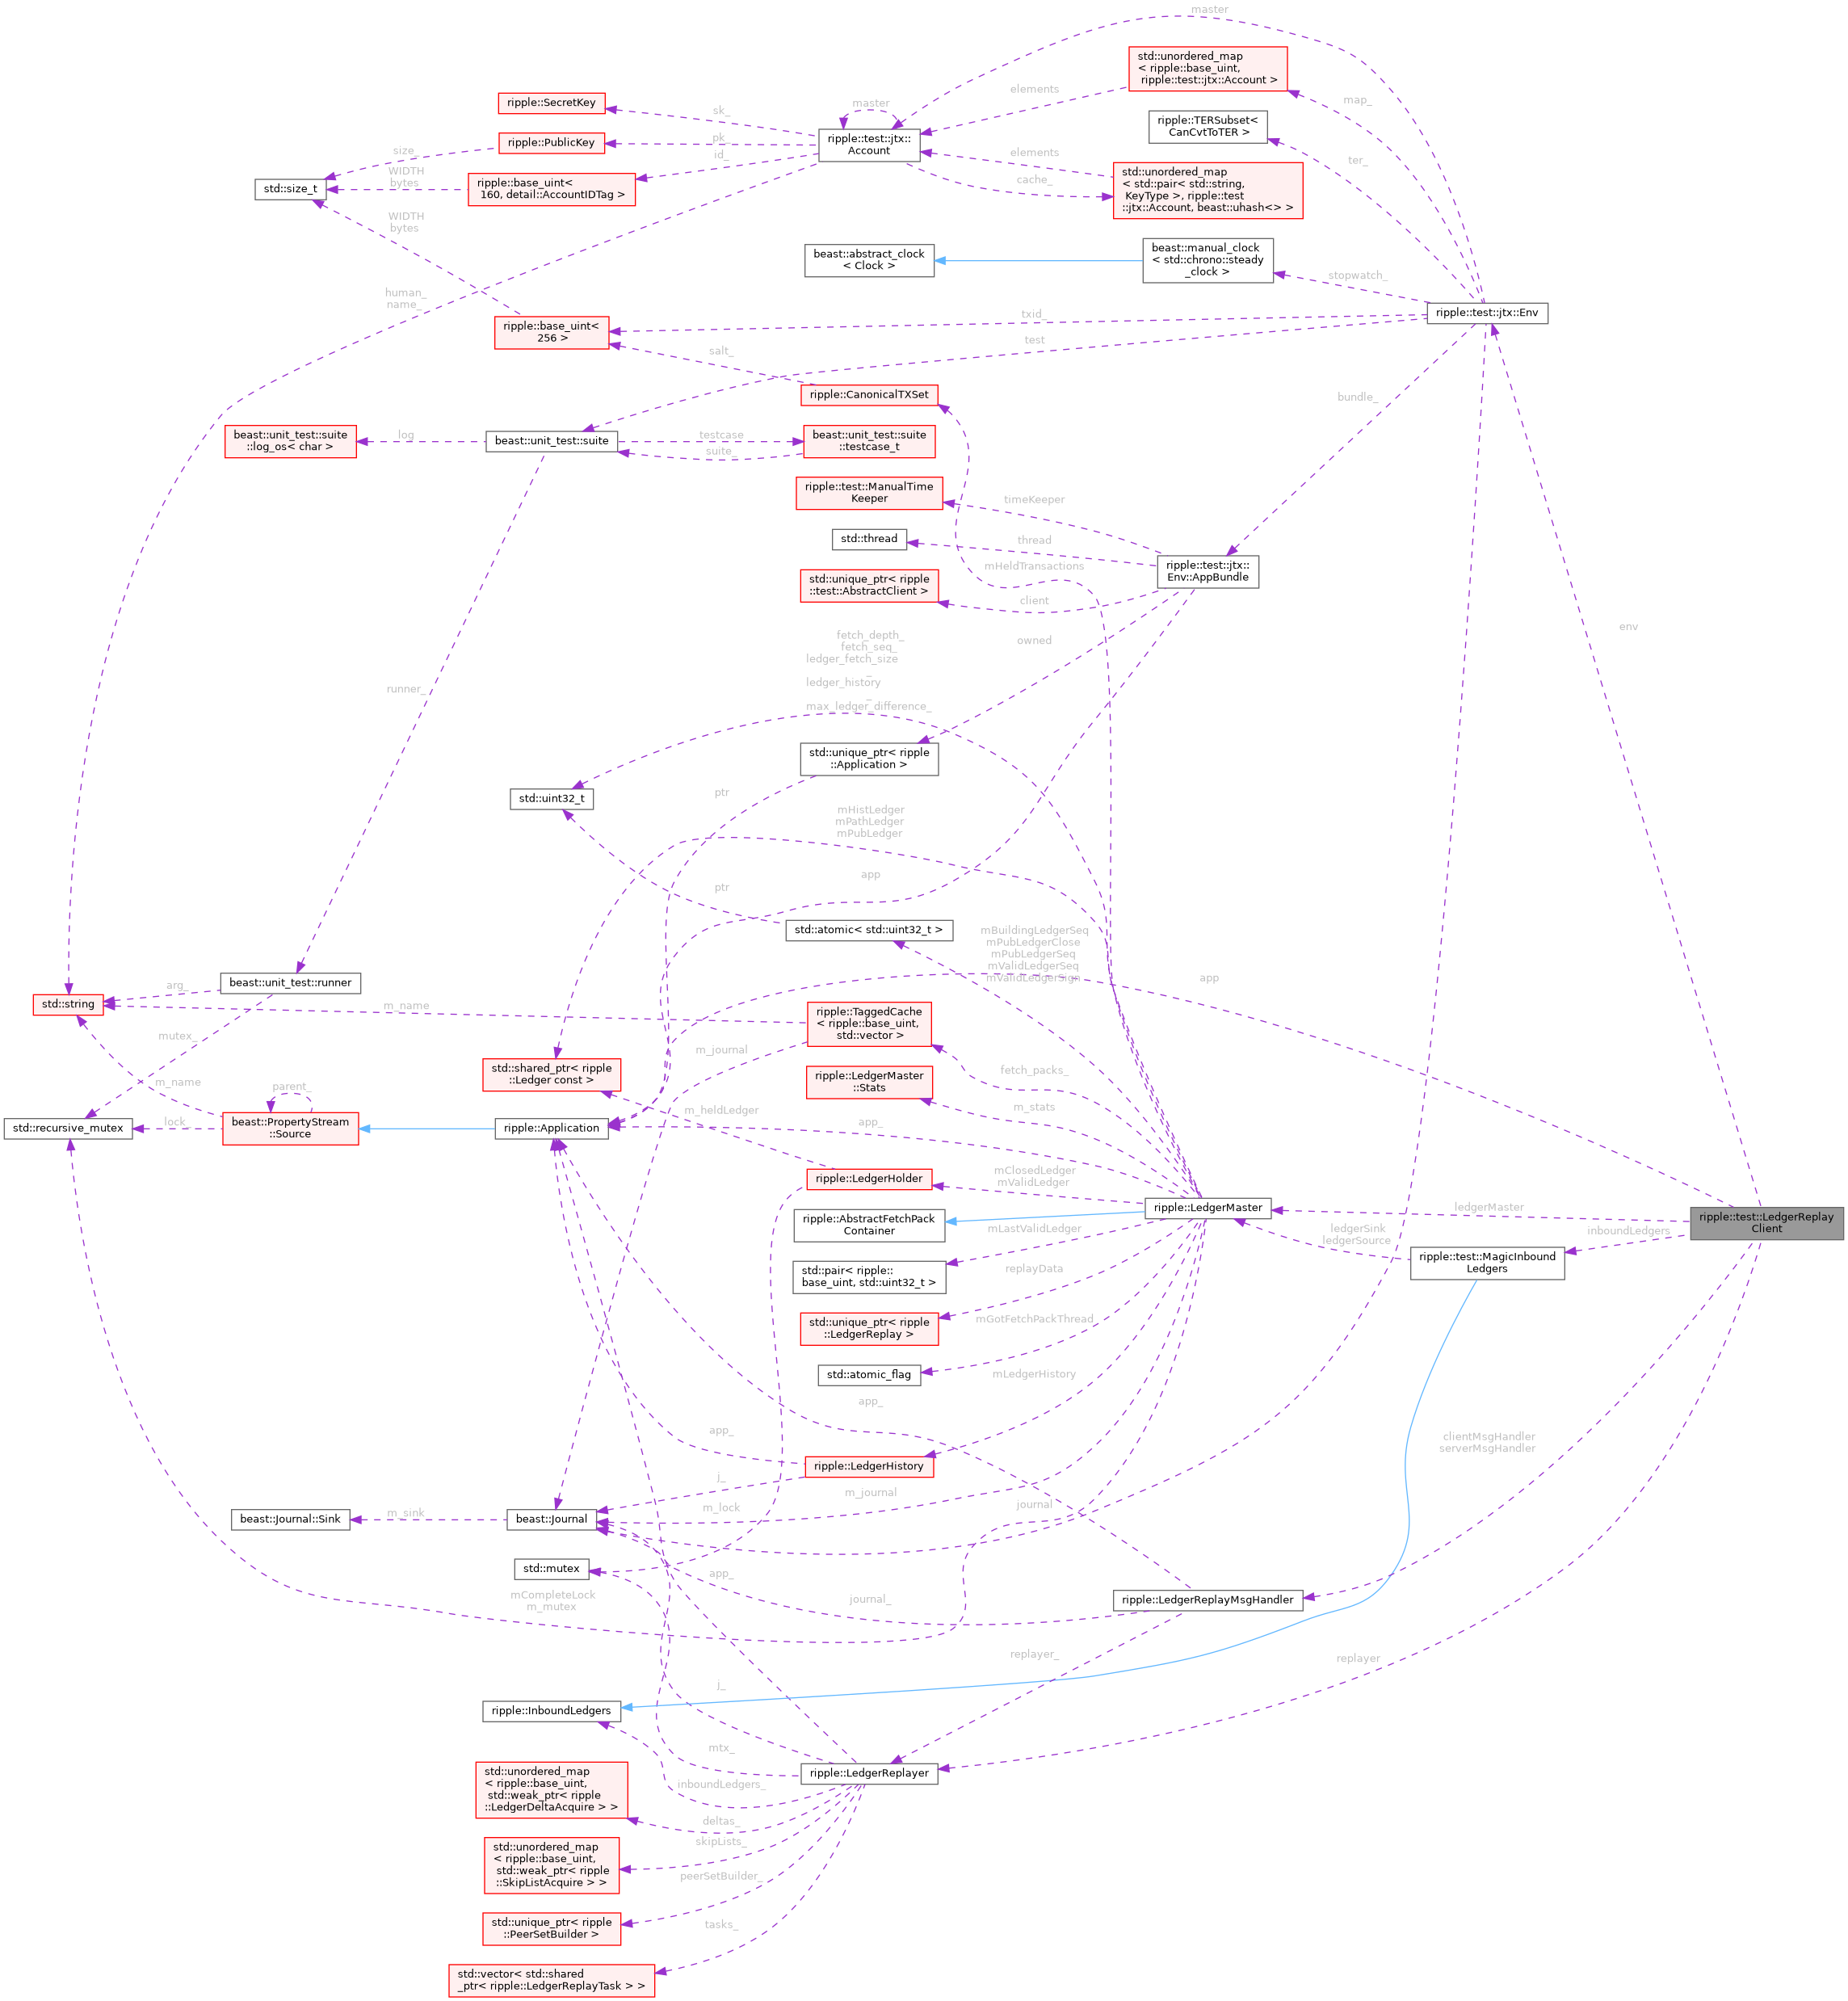 master
std::unordered_map
< ripple::base_uint,
ripple::test::jtx::Account >
elements
map_
ripple::SecretKey
sk_
master
ripple::TERSubset<
CanCvtToTER >
ripple::PublicKey
pk_
ripple::test::jtx::
Account
size_
id_
elements
ter_
WIDTH
bytes
std::size_t
ripple::base_uint<
160, detail::AccountIDTag >
cache_
std::unordered_map
< std::pair< std::string,
KeyType >, ripple::test
::jtx::Account, beast::uhash<> >
WIDTH
bytes
beast::abstract_clock
< Clock >
beast::manual_clock
< std::chrono::steady
_clock >
stopwatch_
human_
name_
ripple::test::jtx::Env
txid_
ripple::base_uint<
256 >
test
salt_
ripple::CanonicalTXSet
bundle_
beast::unit_test::suite
::log_os< char >
log
beast::unit_test::suite
testcase
suite_
beast::unit_test::suite
::testcase_t
ripple::test::ManualTime
Keeper
timeKeeper
std::thread
thread
mHeldTransactions
ripple::test::jtx::
Env::AppBundle
std::unique_ptr< ripple
::test::AbstractClient >
client
env
fetch_depth_
fetch_seq_
ledger_fetch_size
_
ledger_history
_
max_ledger_difference_
owned
runner_
std::unique_ptr< ripple
::Application >
std::uint32_t
ptr
mHistLedger
mPathLedger
mPubLedger
ptr
app
std::atomic< std::uint32_t >
mBuildingLedgerSeq
mPubLedgerClose
mPubLedgerSeq
mValidLedgerSeq
mValidLedgerSign
app
beast::unit_test::runner
arg_
std::string
m_name
ripple::TaggedCache
< ripple::base_uint,
std::vector >
mutex_
m_journal
fetch_packs_
std::shared_ptr< ripple
::Ledger const >
ripple::LedgerMaster
::Stats
m_name
parent_
m_stats
m_heldLedger
std::recursive_mutex
lock_
beast::PropertyStream
::Source
ripple::Application
app_
ripple::LedgerHolder
mClosedLedger
mValidLedger
ripple::LedgerMaster
ledgerMaster
ripple::test::LedgerReplay
Client
ripple::AbstractFetchPack
Container
mLastValidLedger
ledgerSink
ledgerSource
inboundLedgers
ripple::test::MagicInbound
Ledgers
std::pair< ripple::
base_uint, std::uint32_t >
replayData
std::unique_ptr< ripple
::LedgerReplay >
mGotFetchPackThread
std::atomic_flag
mLedgerHistory
app_
app_
clientMsgHandler
serverMsgHandler
ripple::LedgerHistory
j_
m_journal
journal
m_lock
beast::Journal::Sink
m_sink
beast::Journal
std::mutex
app_
mCompleteLock
m_mutex
journal_
ripple::LedgerReplayMsgHandler
replayer_
replayer
j_
ripple::InboundLedgers
mtx_
ripple::LedgerReplayer
inboundLedgers_
std::unordered_map
< ripple::base_uint,
std::weak_ptr< ripple
::LedgerDeltaAcquire > >
deltas_
skipLists_
std::unordered_map
< ripple::base_uint,
std::weak_ptr< ripple
::SkipListAcquire > >
peerSetBuilder_
std::unique_ptr< ripple
::PeerSetBuilder >
tasks_
std::vector< std::shared
_ptr< ripple::LedgerReplayTask > >